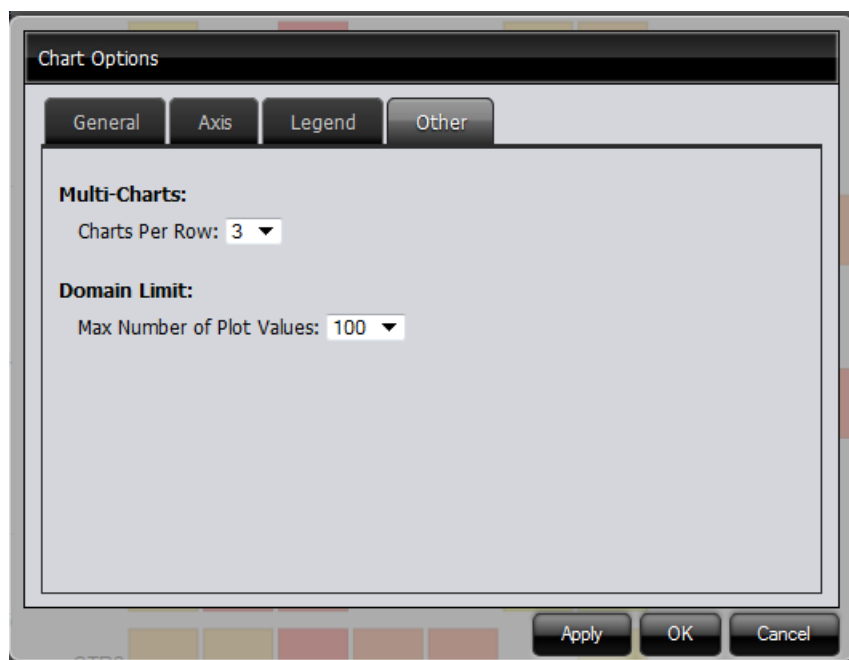 Chart Options
General Axis Legend Other
Multi-Charts:
Charts Per Row: 3
Domain Limit:
Max Number of Plot Values: 100
Apply OK Cancel